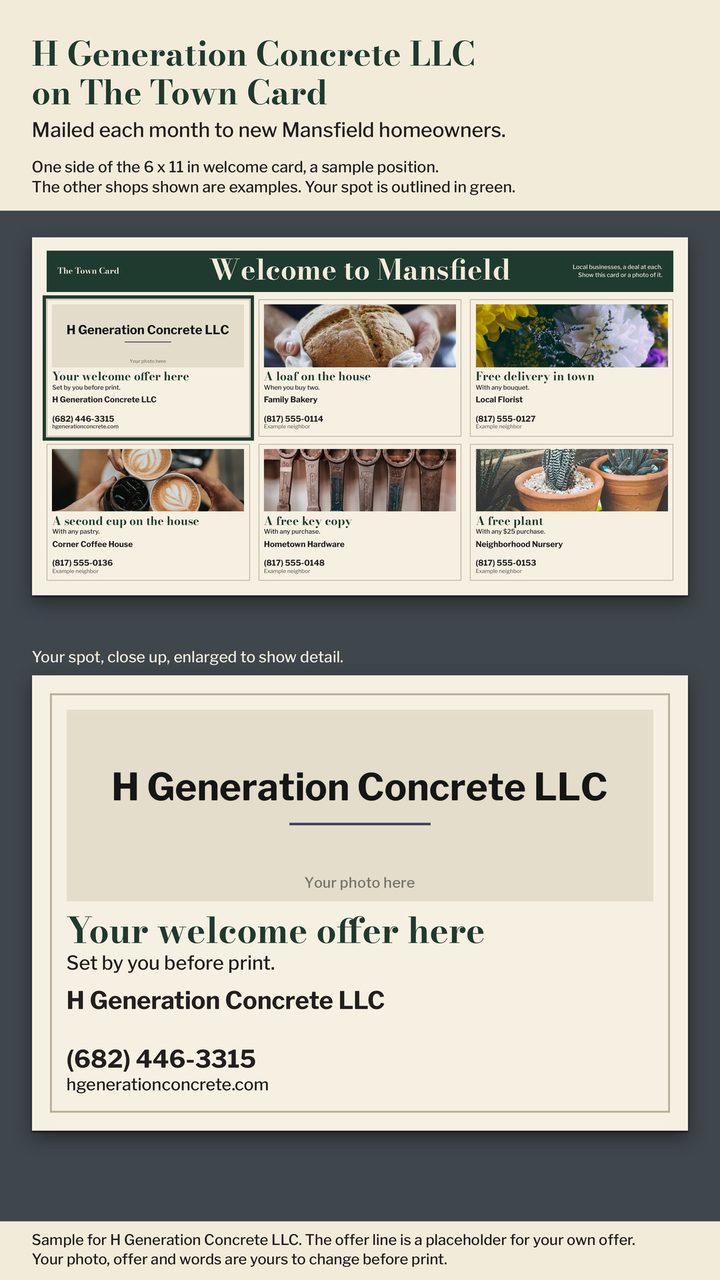 H Generation Concrete LLC
on The Town Card
Mailed each month to new Mansfield homeowners.
One side of the 6 x 11 in welcome card, a sample position.
The other shops shown are examples. Your spot is outlined in green.
The Town Card
Welcome to Mansfield
Local businesses, a deal at each.
Show this card or a photo of it.
H Generation Concrete LLC
Your photo here
Your welcome offer here
Set by you before print.
H Generation Concrete LLC
(682) 446-3315
hgenerationconcrete.com
A loaf on the house
When you buy two.
Family Bakery
(817) 555-0114
Example neighbor
Free delivery in town
With any bouquet.
Local Florist
(817) 555-0127
Example neighbor
A second cup on the house
With any pastry.
Corner Coffee House
(817) 555-0136
Example neighbor
A free key copy
With any purchase.
Hometown Hardware
(817) 555-0148
Example neighbor
A free plant
With any $25 purchase.
Neighborhood Nursery
(817) 555-0153
Example neighbor
Your spot, close up, enlarged to show detail.
H Generation Concrete LLC
Your photo here
Your welcome offer here
Set by you before print.
H Generation Concrete LLC
(682) 446-3315
hgenerationconcrete.com
Sample for H Generation Concrete LLC. The offer line is a placeholder for your own offer.
Your photo, offer and words are yours to change before print.